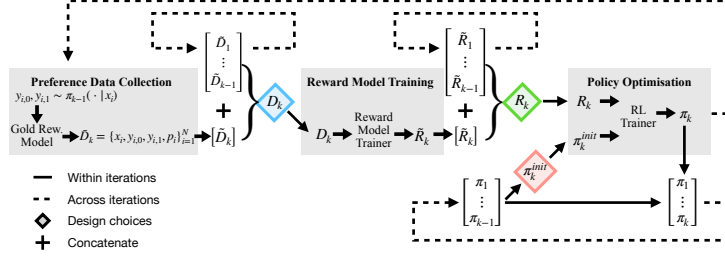 Preference Data Collection
y_{i,0}, y_{i,1} ∼ π_{k−1}( · |x_i)
Gold Rew.
Model
D̃_k = {x_i, y_{i,0}, y_{i,1}, p_i}_{i=1}^N
D̃_1
⋮
D̃_{k−1}
+
[D̃_k]
D_k
Reward Model Training
D_k
Reward
Model
Trainer
R̃_k
R̃_1
⋮
R̃_{k−1}
+
[R̃_k]
R_k
Policy Optimisation
R_k
π_k^{init}
RL
Trainer
π_k
π_k^{init}
π_1
⋮
π_{k−1}
π_1
⋮
π_k
Within iterations
Across iterations
Design choices
Concatenate